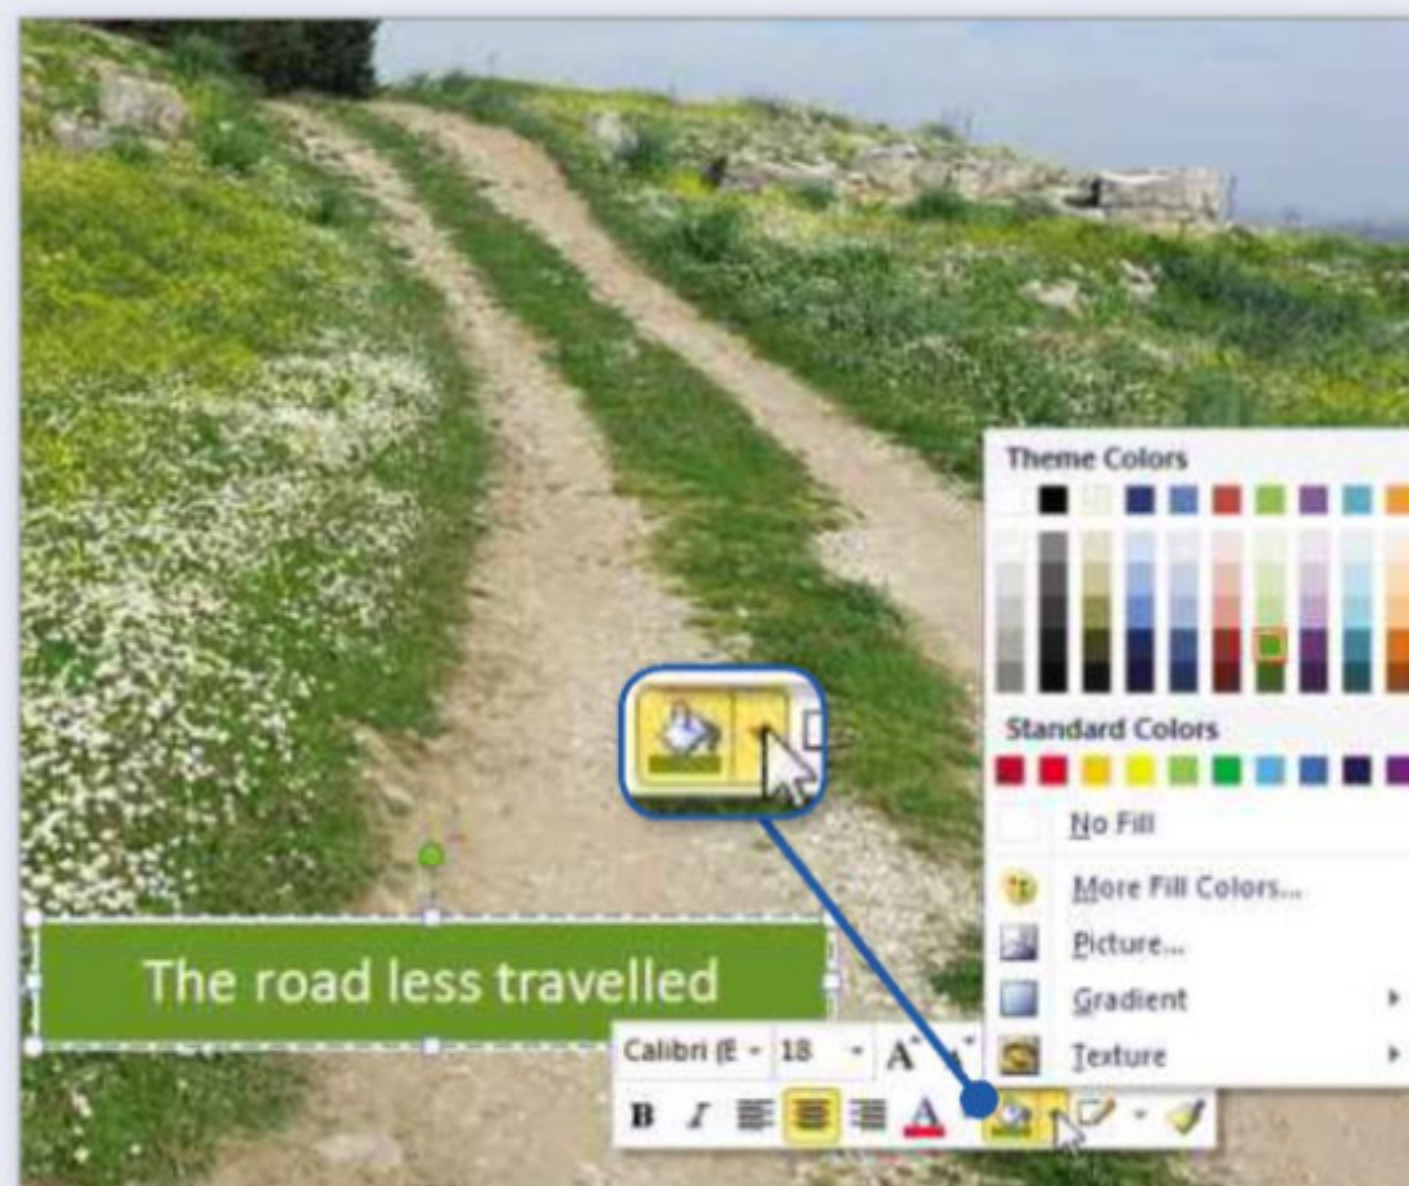 Theme Colors
Standard Colors
No Fill
More Fill Colors...
Picture...
Gradient
Texture
The road less travelled
Calibri (E 18 A A
B I A